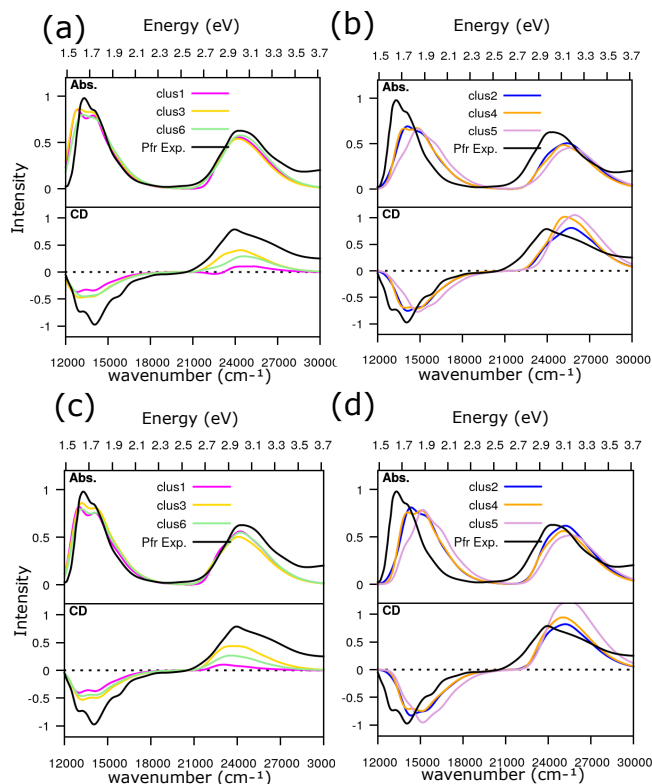 (a)
Energy (eV)
1.5 1.7 1.9 2.1 2.3 2.5 2.7 2.9 3.1 3.3 3.5 3.7
Abs.
clus1
clus3
clus6
Pfr Exp.
1
0.5
0
CD
1
0.5
0
-0.5
-1
Intensity
12000 15000 18000 21000 24000 27000 3000
wavenumber (cm-¹)
(b)
Energy (eV)
1.5 1.7 1.9 2.1 2.3 2.5 2.7 2.9 3.1 3.3 3.5 3.7
Abs.
clus2
clus4
clus5
Pfr Exp.
1
0.5
0
CD
1
0.5
0
-0.5
-1
12000 15000 18000 21000 24000 27000 30000
wavenumber (cm-¹)
(c)
Energy (eV)
1.5 1.7 1.9 2.1 2.3 2.5 2.7 2.9 3.1 3.3 3.5 3.7
Abs.
clus1
clus3
clus6
Pfr Exp.
1
0.5
0
CD
1
0.5
0
-0.5
-1
Intensity
12000 15000 18000 21000 24000 27000 3000
wavenumber (cm-¹)
(d)
Energy (eV)
1.5 1.7 1.9 2.1 2.3 2.5 2.7 2.9 3.1 3.3 3.5 3.7
Abs.
clus2
clus4
clus5
Pfr Exp.
1
0.5
0
CD
1
0.5
0
-0.5
-1
12000 15000 18000 21000 24000 27000 30000
wavenumber (cm-¹)